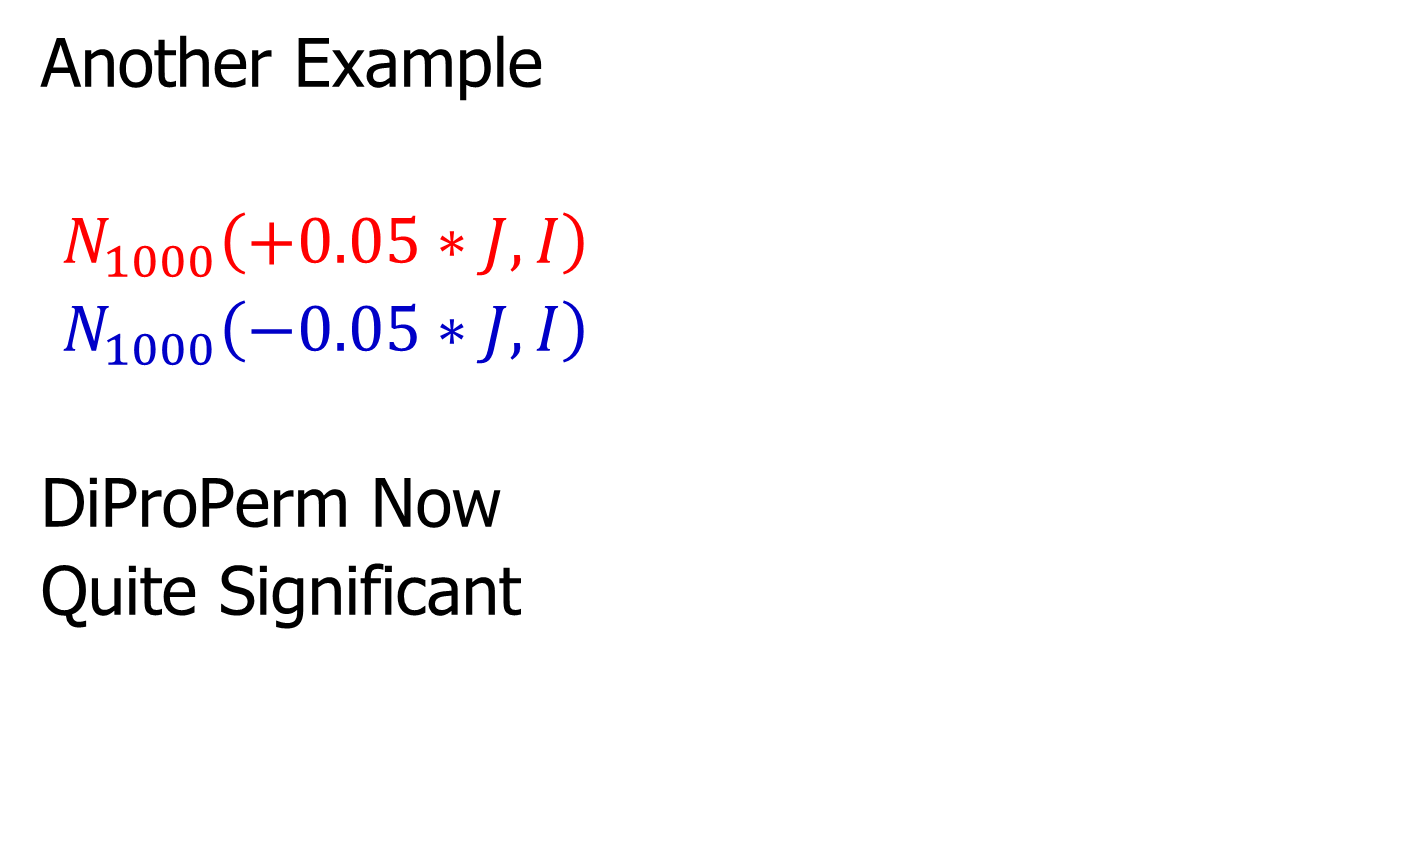 Another Example
N₁₀₀₀(+0.05 * J, I)
N₁₀₀₀(−0.05 * J, I)
DiProPerm Now
Quite Significant